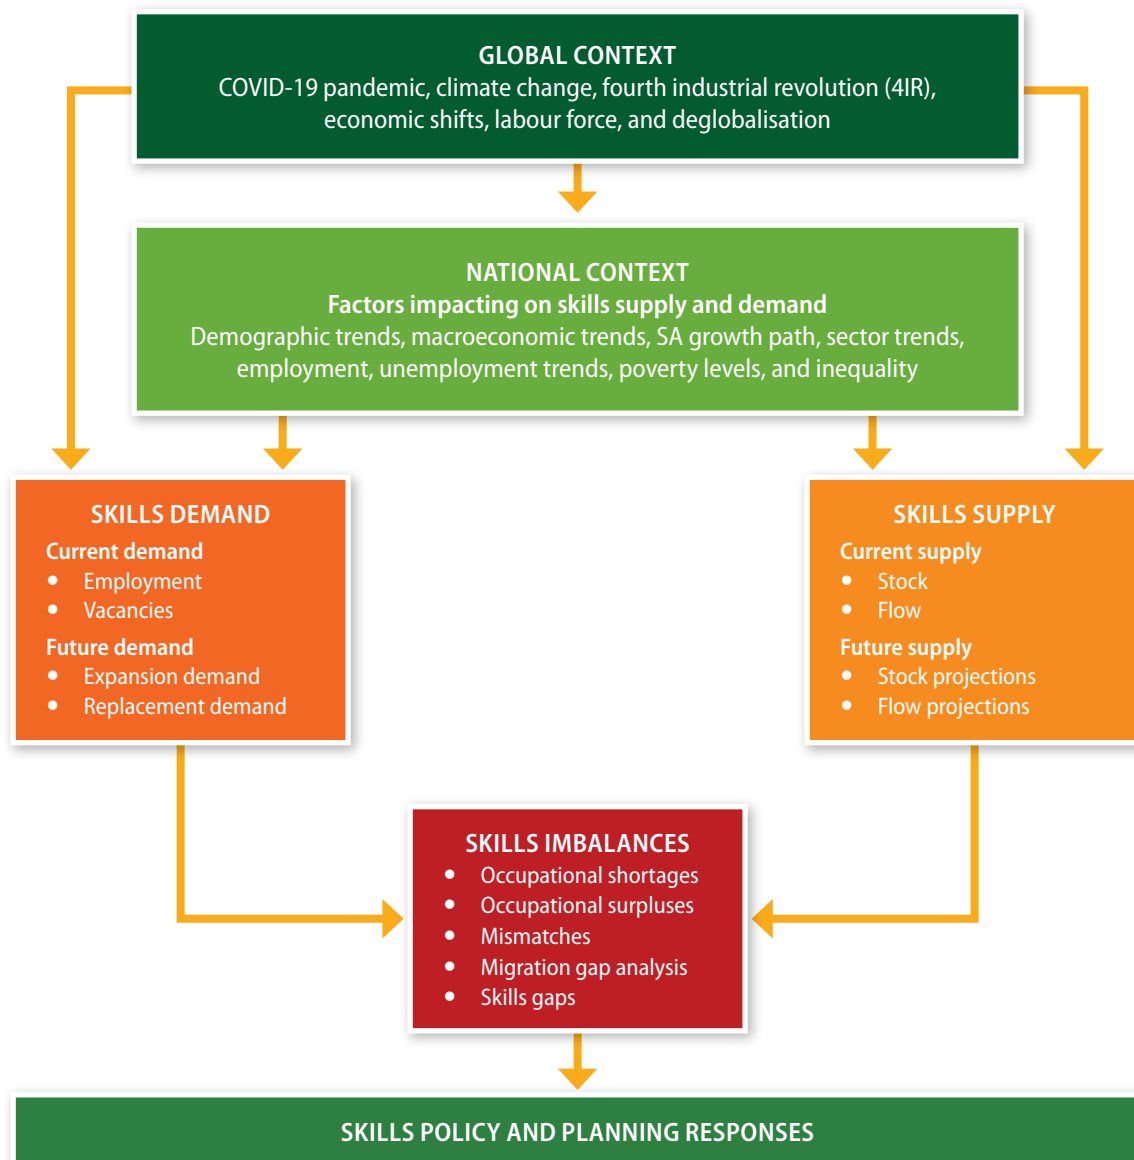 GLOBAL CONTEXT
COVID-19 pandemic, climate change, fourth industrial revolution (4IR),
economic shifts, labour force, and deglobalisation
NATIONAL CONTEXT
Factors impacting on skills supply and demand
Demographic trends, macroeconomic trends, SA growth path, sector trends,
employment, unemployment trends, poverty levels, and inequality
SKILLS DEMAND
Current demand
• Employment
• Vacancies
Future demand
• Expansion demand
• Replacement demand
SKILLS SUPPLY
Current supply
• Stock
• Flow
Future supply
• Stock projections
• Flow projections
SKILLS IMBALANCES
• Occupational shortages
• Occupational surpluses
• Mismatches
• Migration gap analysis
• Skills gaps
SKILLS POLICY AND PLANNING RESPONSES